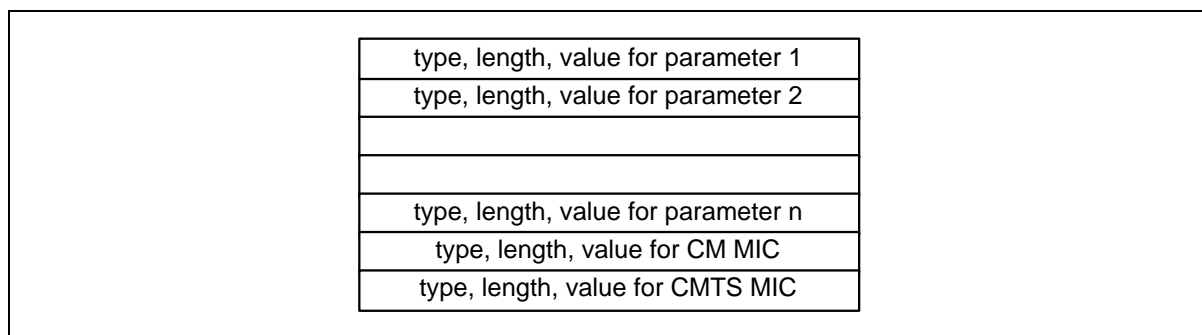 type, length, value for parameter 1
type, length, value for parameter 2
type, length, value for parameter n
type, length, value for CM MIC
type, length, value for CMTS MIC